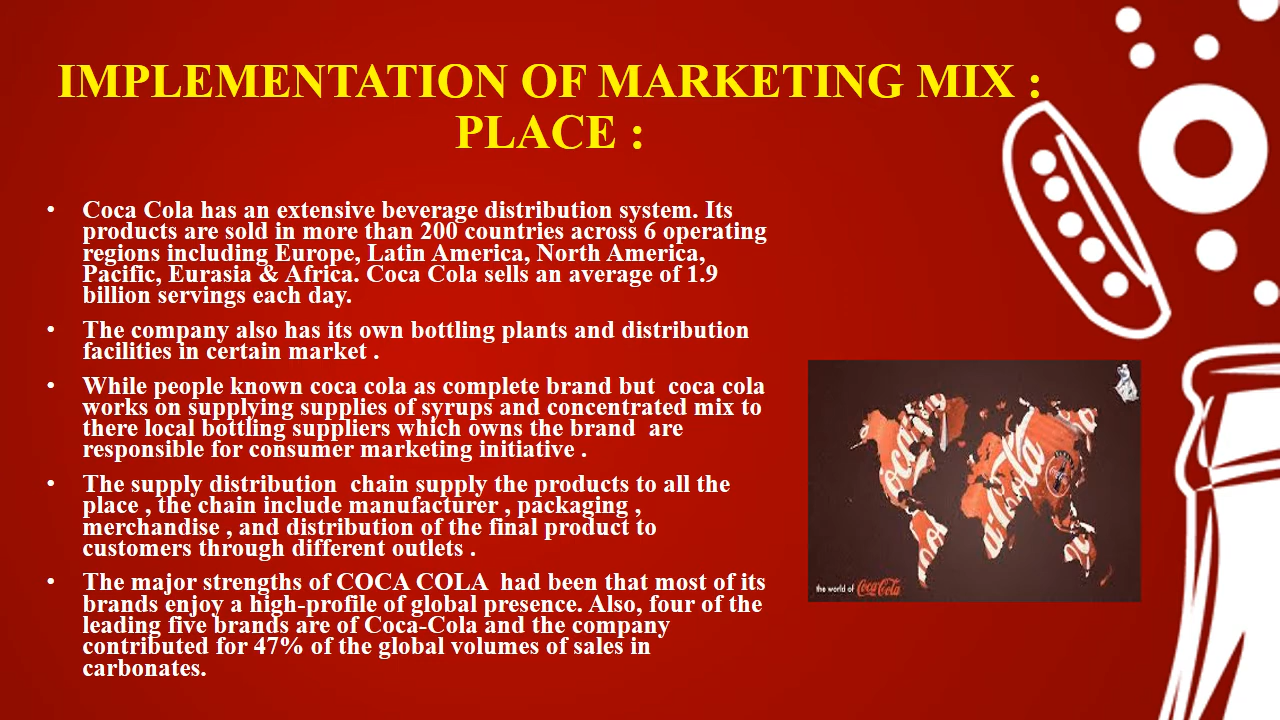 IMPLEMENTATION OF MARKETING MIX :
PLACE :
• Coca Cola has an extensive beverage distribution system. Its
products are sold in more than 200 countries across 6 operating
regions including Europe, Latin America, North America,
Pacific, Eurasia & Africa. Coca Cola sells an average of 1.9
billion servings each day.
• The company also has its own bottling plants and distribution
facilities in certain market .
• While people known coca cola as complete brand but  coca cola
works on supplying supplies of syrups and concentrated mix to
there local bottling suppliers which owns the brand  are
responsible for consumer marketing initiative .
• The supply distribution  chain supply the products to all the
place , the chain include manufacturer , packaging ,
merchandise , and distribution of the final product to
customers through different outlets .
• The major strengths of COCA COLA  had been that most of its
brands enjoy a high-profile of global presence. Also, four of the
leading five brands are of Coca-Cola and the company
contributed for 47% of the global volumes of sales in
carbonates.
the world of Coca-Cola